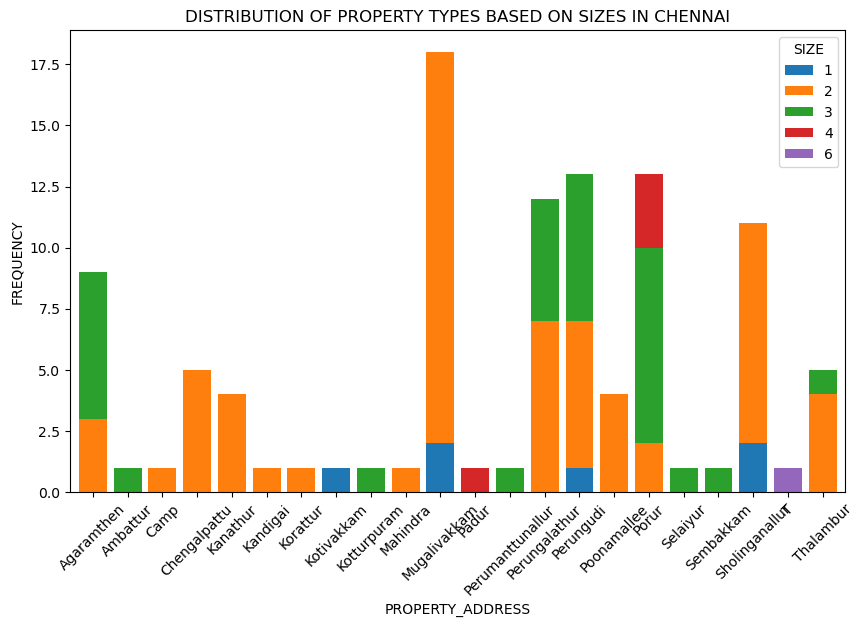 DISTRIBUTION OF PROPERTY TYPES BASED ON SIZES IN CHENNAI
SIZE
1
2
3
4
6
17.5
15.0
12.5
10.0
7.5
5.0
2.5
0.0
FREQUENCY
Agaramthen
Ambattur
Camp
Chengalpattu
Kanathur
Kandigai
Korattur
Kotivakkam
Kotturpuram
Mahindra
Mugalivakkam
Padur
Perumanttunallur
Perungalathur
Perungudi
Poonamallee
Porur
Selaiyur
Sembakkam
Sholinganallur
T
Thalambur
PROPERTY_ADDRESS